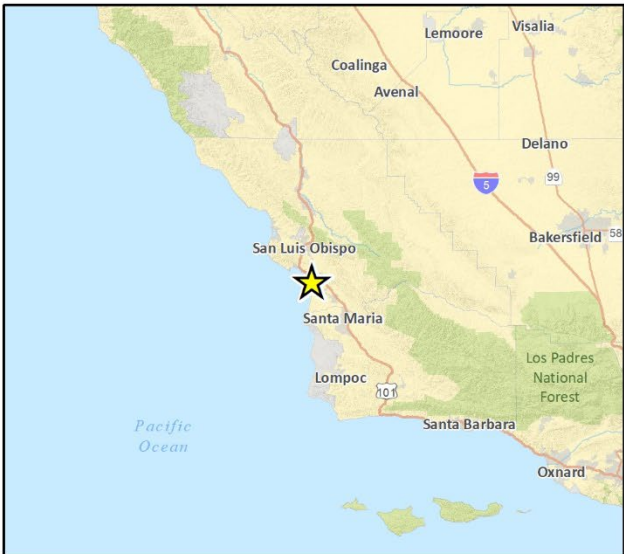 Visalia
Lemoore
Coalinga
Avenal
Delano
99
5
Bakersfield
58
San Luis Obispo
Santa Maria
Los Padres
National
Forest
Lompoc
101
Santa Barbara
Pacific
Ocean
Oxnard